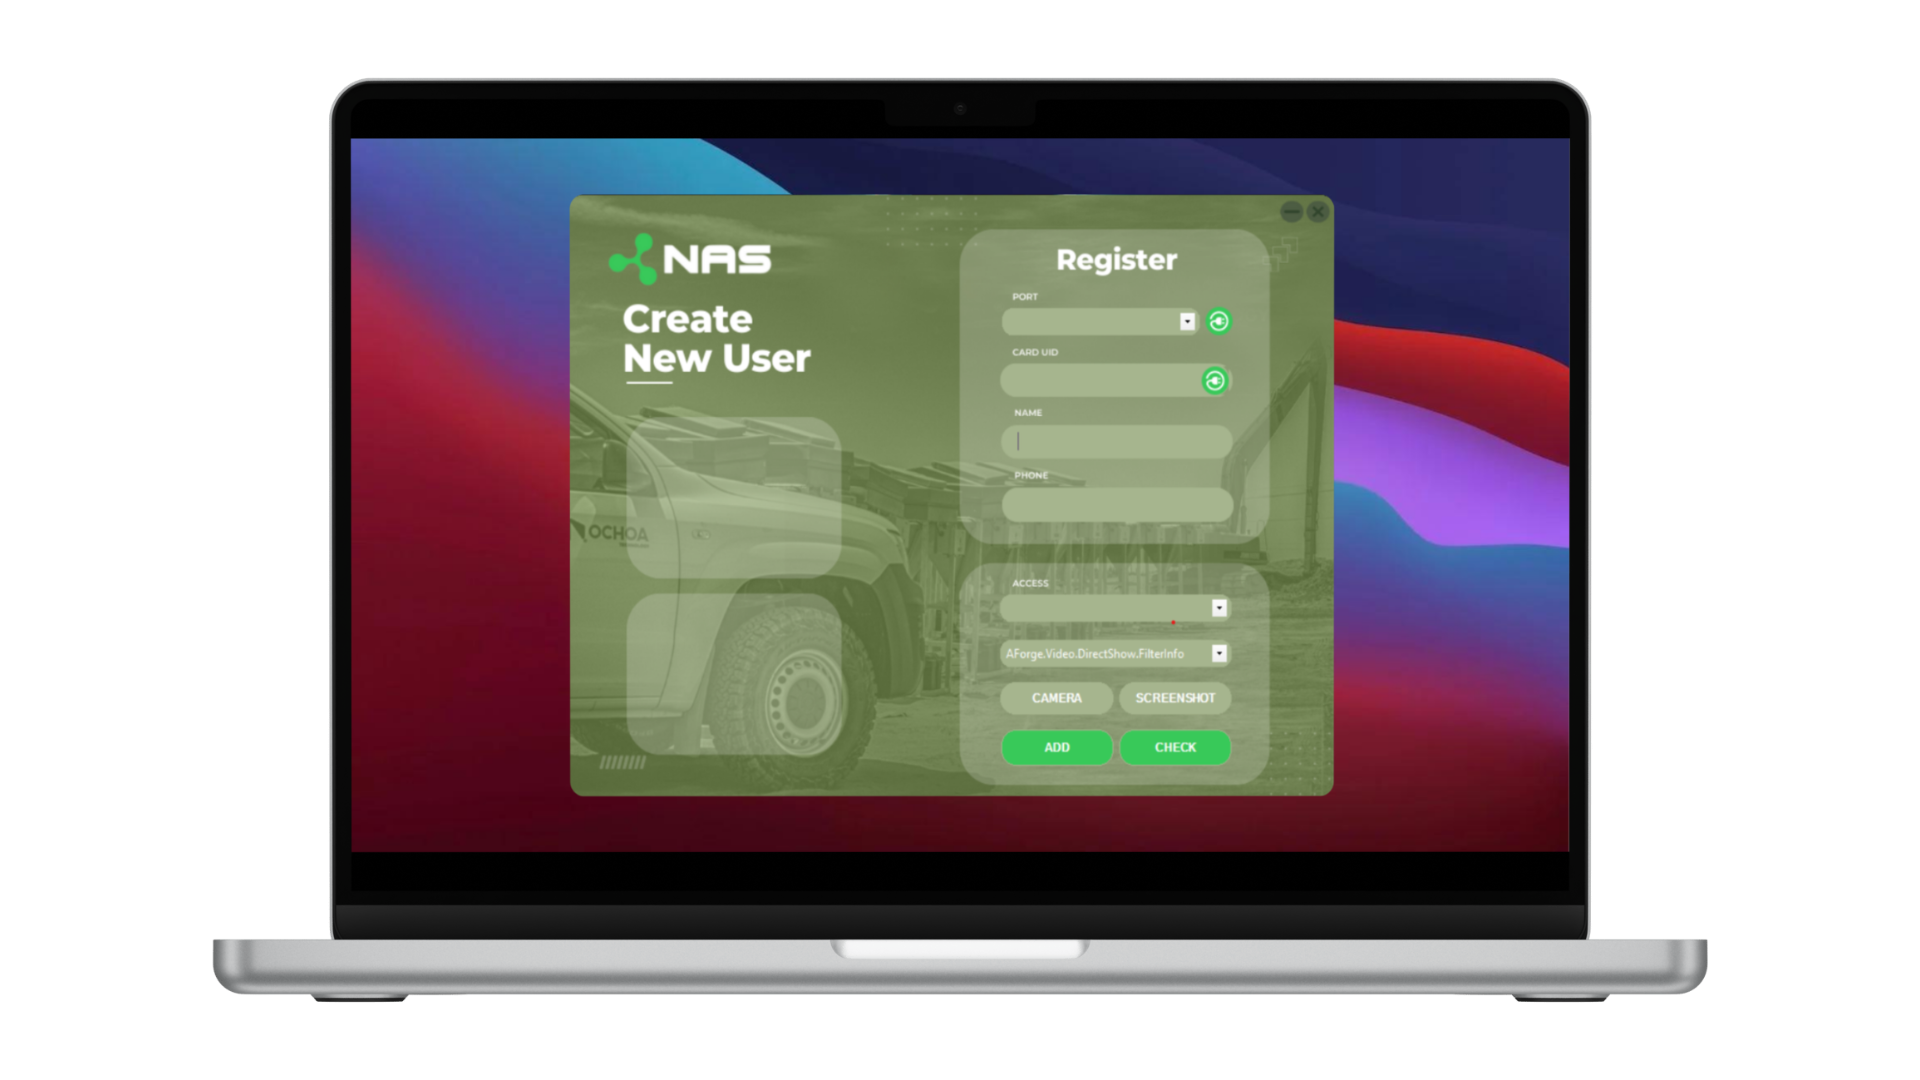 NAS
Create
New User
OCHOA
Register
PORT
CARD UID
NAME
PHONE
ACCESS
AForge.Video.DirectShow.FilterInfo
CAMERA
SCREENSHOT
ADD
CHECK